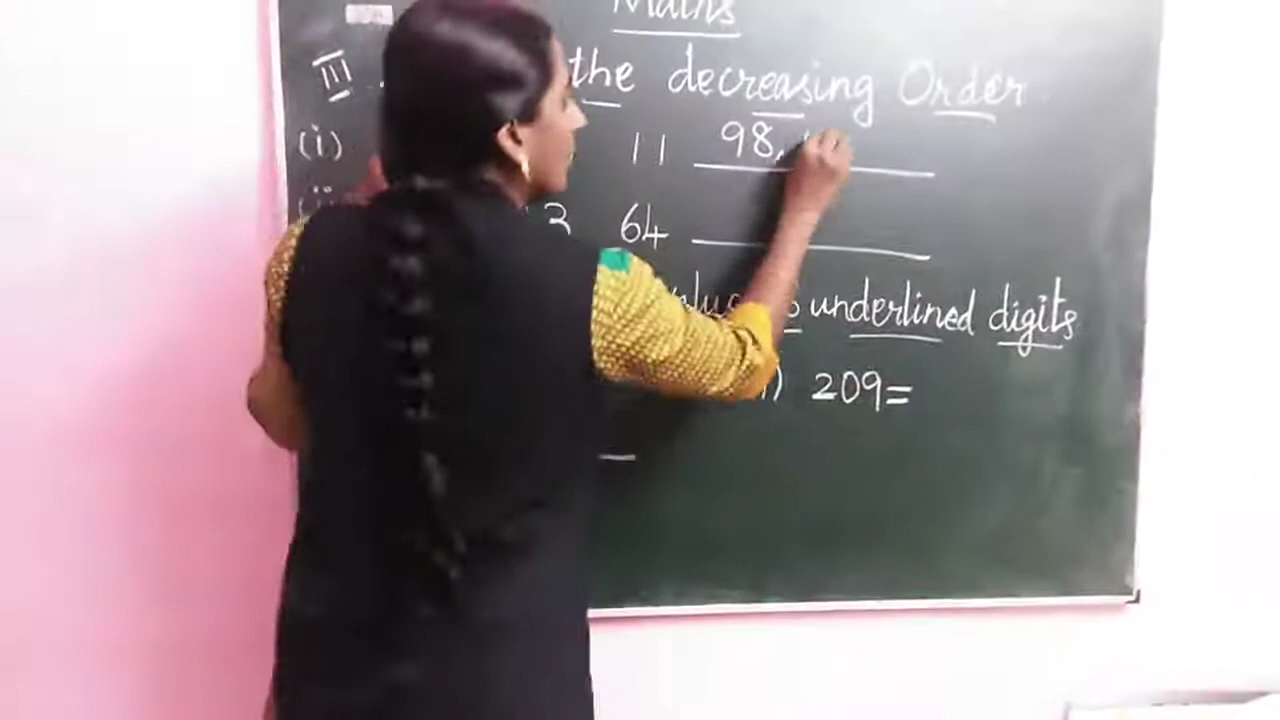 Maths
III. the decreasing Order
(i) 11 98,
(ii) 3 64
underlined digits
) 209=